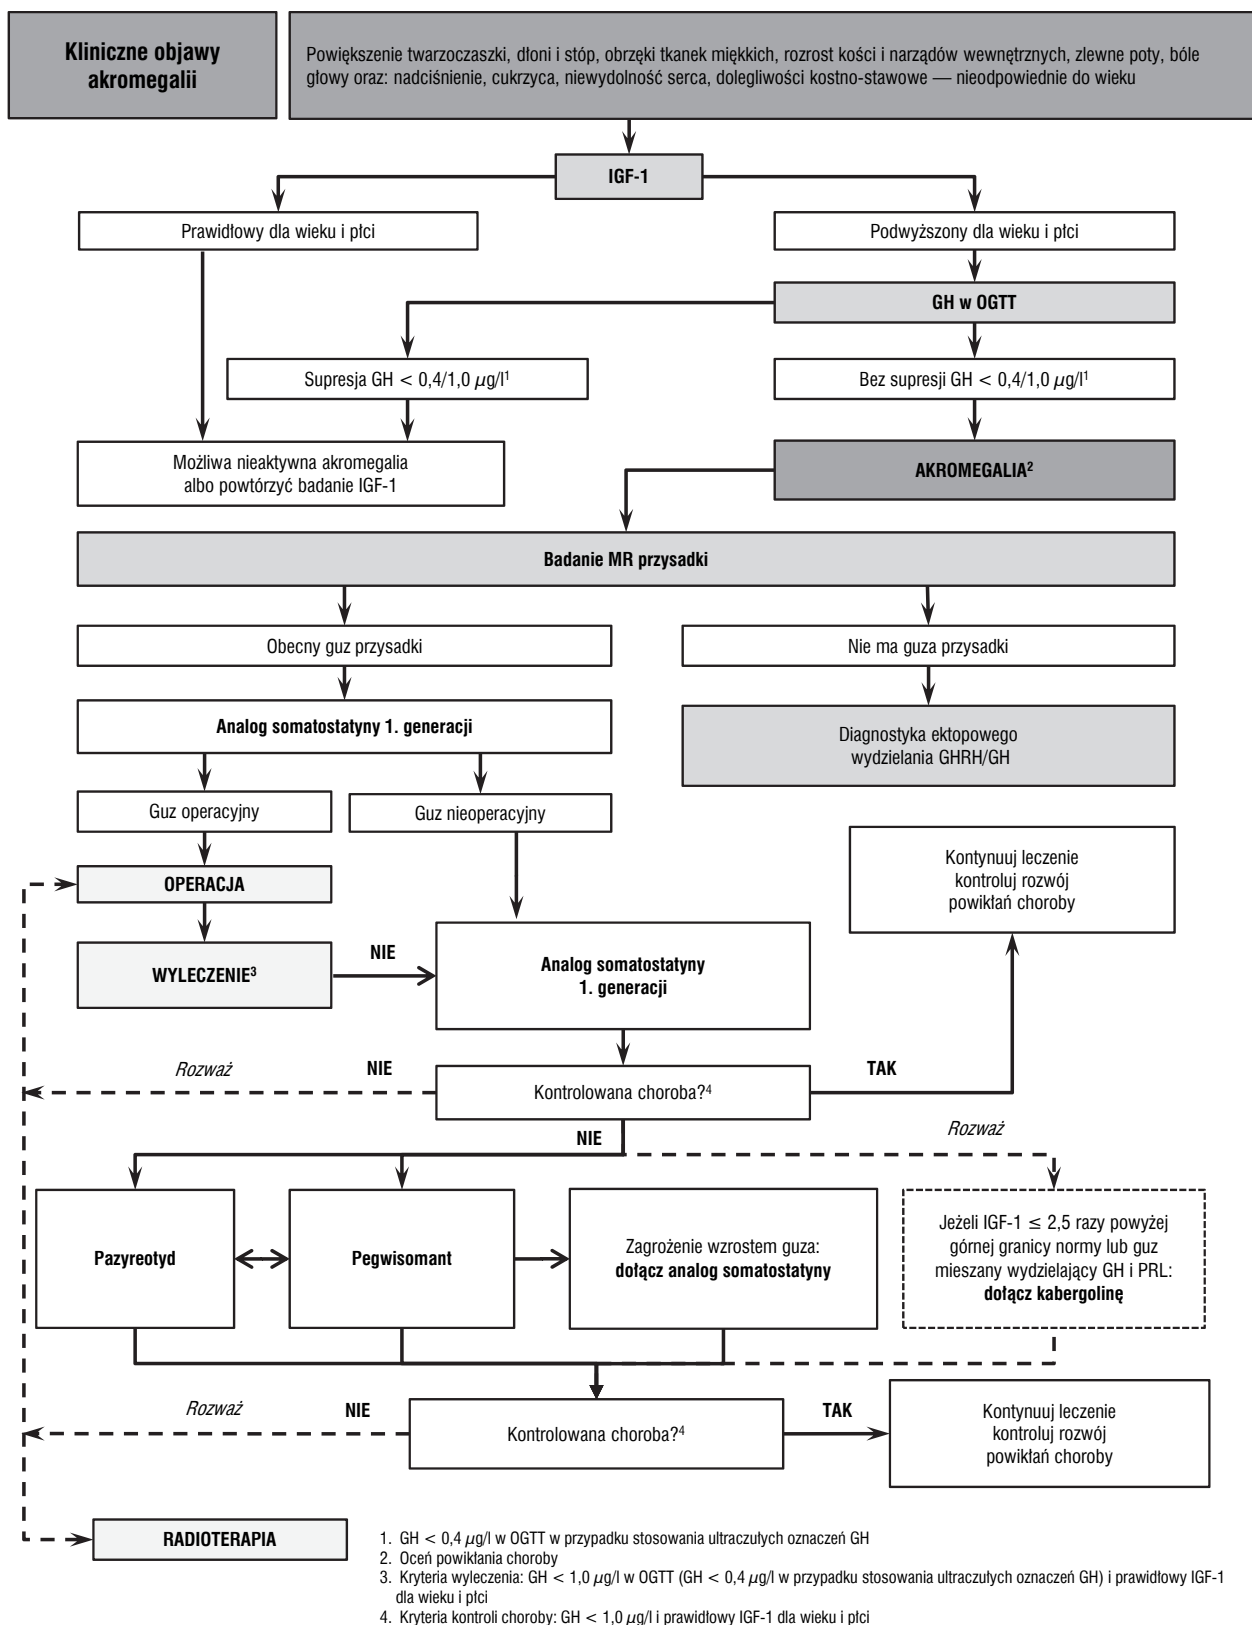 Kliniczne objawy
akromegalii
Powiększenie twarzoczaszki, dłoni i stóp, obrzęki tkanek miękkich, rozrost kości i narządów wewnętrznych, zlewne poty, bóle
głowy oraz: nadciśnienie, cukrzyca, niewydolność serca, dolegliwości kostno-stawowe — nieodpowiednie do wieku
IGF-1
Prawidłowy dla wieku i płci
Podwyższony dla wieku i płci
GH w OGTT
Supresja GH < 0,4/1,0 µg/l¹
Bez supresji GH < 0,4/1,0 µg/l¹
Możliwa nieaktywna akromegalia
albo powtórzyć badanie IGF-1
AKROMEGALIA²
Badanie MR przysadki
Obecny guz przysadki
Nie ma guza przysadki
Analog somatostatyny 1. generacji
Diagnostyka ektopowego
wydzielania GHRH/GH
Guz operacyjny
Guz nieoperacyjny
Kontynuuj leczenie
kontroluj rozwój
powikłań choroby
OPERACJA
WYLECZENIE³
NIE
Analog somatostatyny
1. generacji
Rozważ
NIE
Kontrolowana choroba?⁴
TAK
NIE
Rozważ
Pazyreotyd
Pegwisomant
Zagrożenie wzrostem guza:
dołącz analog somatostatyny
Jeżeli IGF-1 ≤ 2,5 razy powyżej
górnej granicy normy lub guz
mieszany wydzielający GH i PRL:
dołącz kabergolinę
Rozważ
NIE
Kontrolowana choroba?⁴
TAK
Kontynuuj leczenie
kontroluj rozwój
powikłań choroby
RADIOTERAPIA
1. GH < 0,4 µg/l w OGTT w przypadku stosowania ultraczułych oznaczeń GH
2. Oceń powikłania choroby
3. Kryteria wyleczenia: GH < 1,0 µg/l w OGTT (GH < 0,4 µg/l w przypadku stosowania ultraczułych oznaczeń GH) i prawidłowy IGF-1
dla wieku i płci
4. Kryteria kontroli choroby: GH < 1,0 µg/l i prawidłowy IGF-1 dla wieku i płci